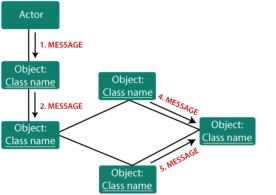 Actor
1. MESSAGE
Object:
Class name
2. MESSAGE
Object:
Class name
Object:
Class name
4. MESSAGE
Object:
Class name
5. MESSAGE
Object:
Class name